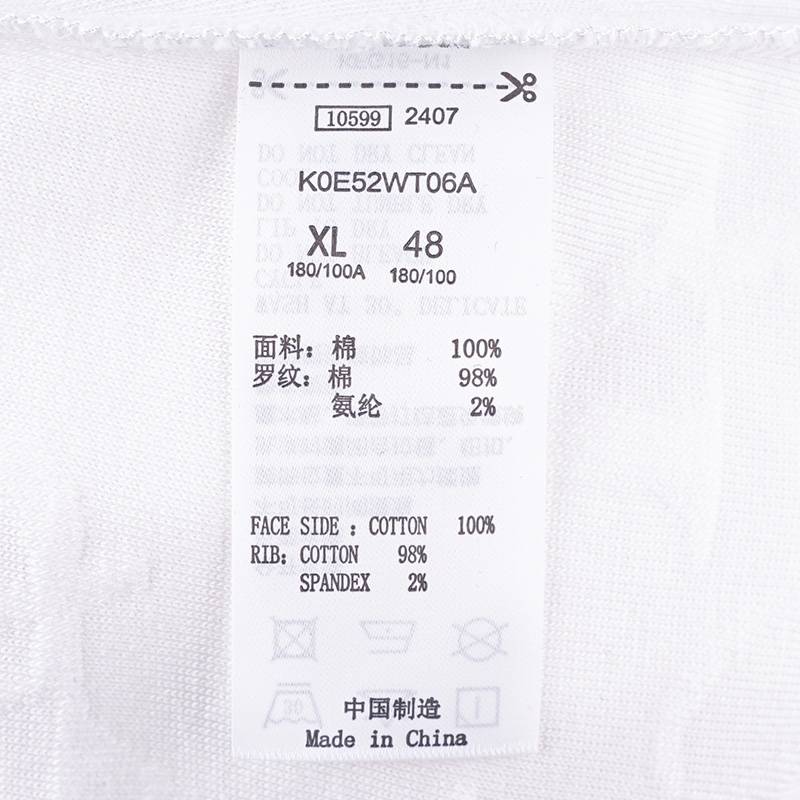 10599 2407
K0E52WT06A
XL 48
180/100A 180/100
面料：棉 100%
罗纹：棉 98%
氨纶 2%
FACE SIDE : COTTON 100%
RIB: COTTON 98%
SPANDEX 2%
中国制造
Made in China